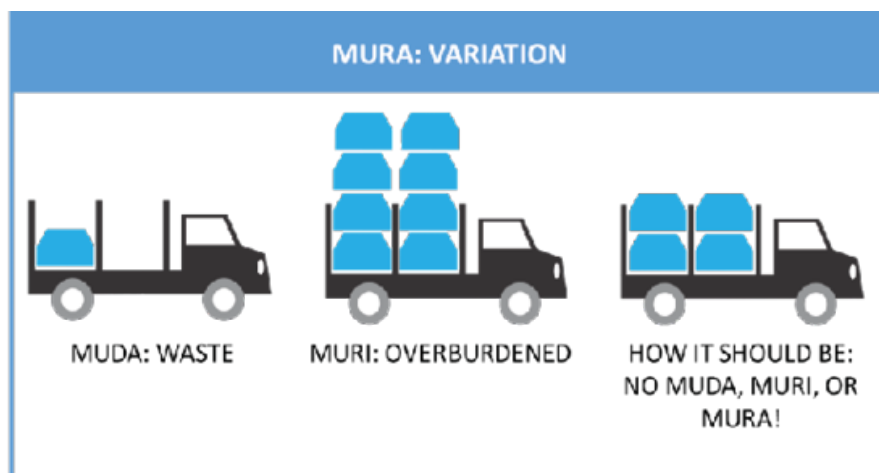 MURA: VARIATION
MUDA: WASTE
MURI: OVERBURDENED
HOW IT SHOULD BE:
NO MUDA, MURI, OR
MURA!